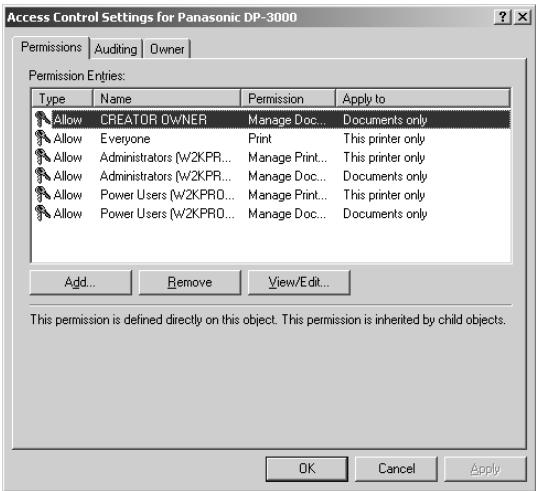 Access Control Settings for Panasonic DP-3000
Permissions Auditing Owner
Permission Entries:
Type Name Permission Apply to
Allow CREATOR OWNER Manage Doc... Documents only
Allow Everyone Print This printer only
Allow Administrators (W2KPR... Manage Print... This printer only
Allow Administrators (W2KPR... Manage Doc... Documents only
Allow Power Users (W2KPRO... Manage Print... This printer only
Allow Power Users (W2KPRO... Manage Doc... Documents only
Add... Remove View/Edit...
This permission is defined directly on this object. This permission is inherited by child objects.
OK Cancel Apply